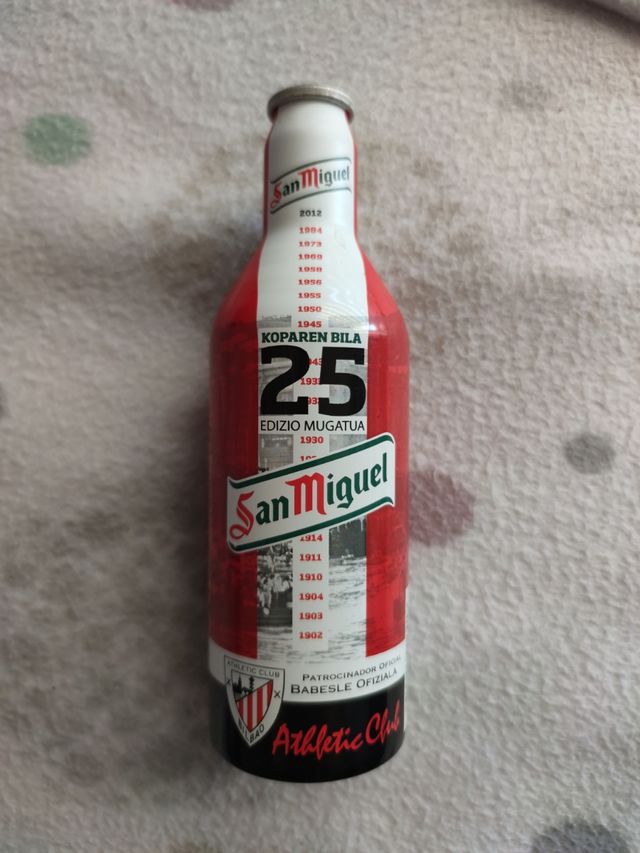 San Miguel
2012
1984
1973
1969
1958
1956
1955
1950
1945
KOPAREN BILA
25
EDIZIO MUGATUA
1930
San Miguel
1914
1911
1910
1904
1903
1902
PATROCINADOR OFICIAL
BABESLE OFIZIALA
ATHLETIC CLUB
BILBAO
Athletic Club